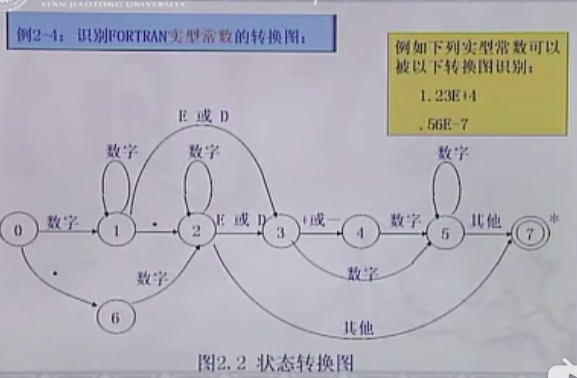 XI'AN JIAOTONG UNIVERSITY
例2-4: 识别FORTRAN实型常数的转换图:
例如下列实型常数可以
被以下转换图识别:
1.23E+4
.56E-7
E 或 D
数字 数字 数字
0 数字 1 . 2 E 或 D 3 +或- 4 数字 5 其他 7 *
. 数字 数字
6
其他
图2.2 状态转换图